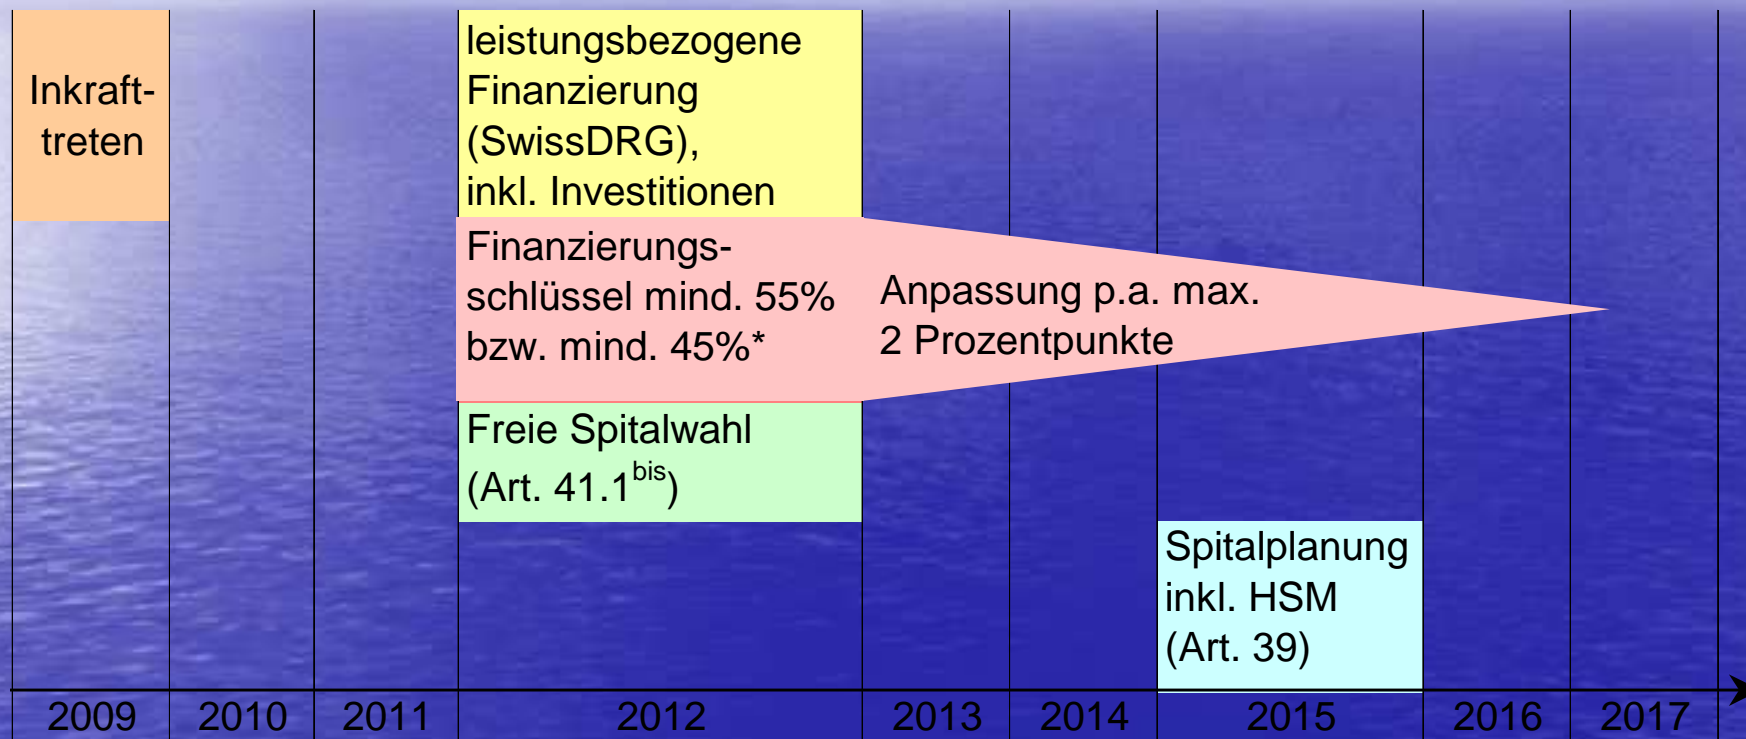 Inkraft-
treten
leistungsbezogene
Finanzierung
(SwissDRG),
inkl. Investitionen
Finanzierungs-
schlüssel mind. 55%
bzw. mind. 45%*
Anpassung p.a. max.
2 Prozentpunkte
Freie Spitalwahl
(Art. 41.1bis)
Spitalplanung
inkl. HSM
(Art. 39)
2009 2010 2011 2012 2013 2014 2015 2016 2017